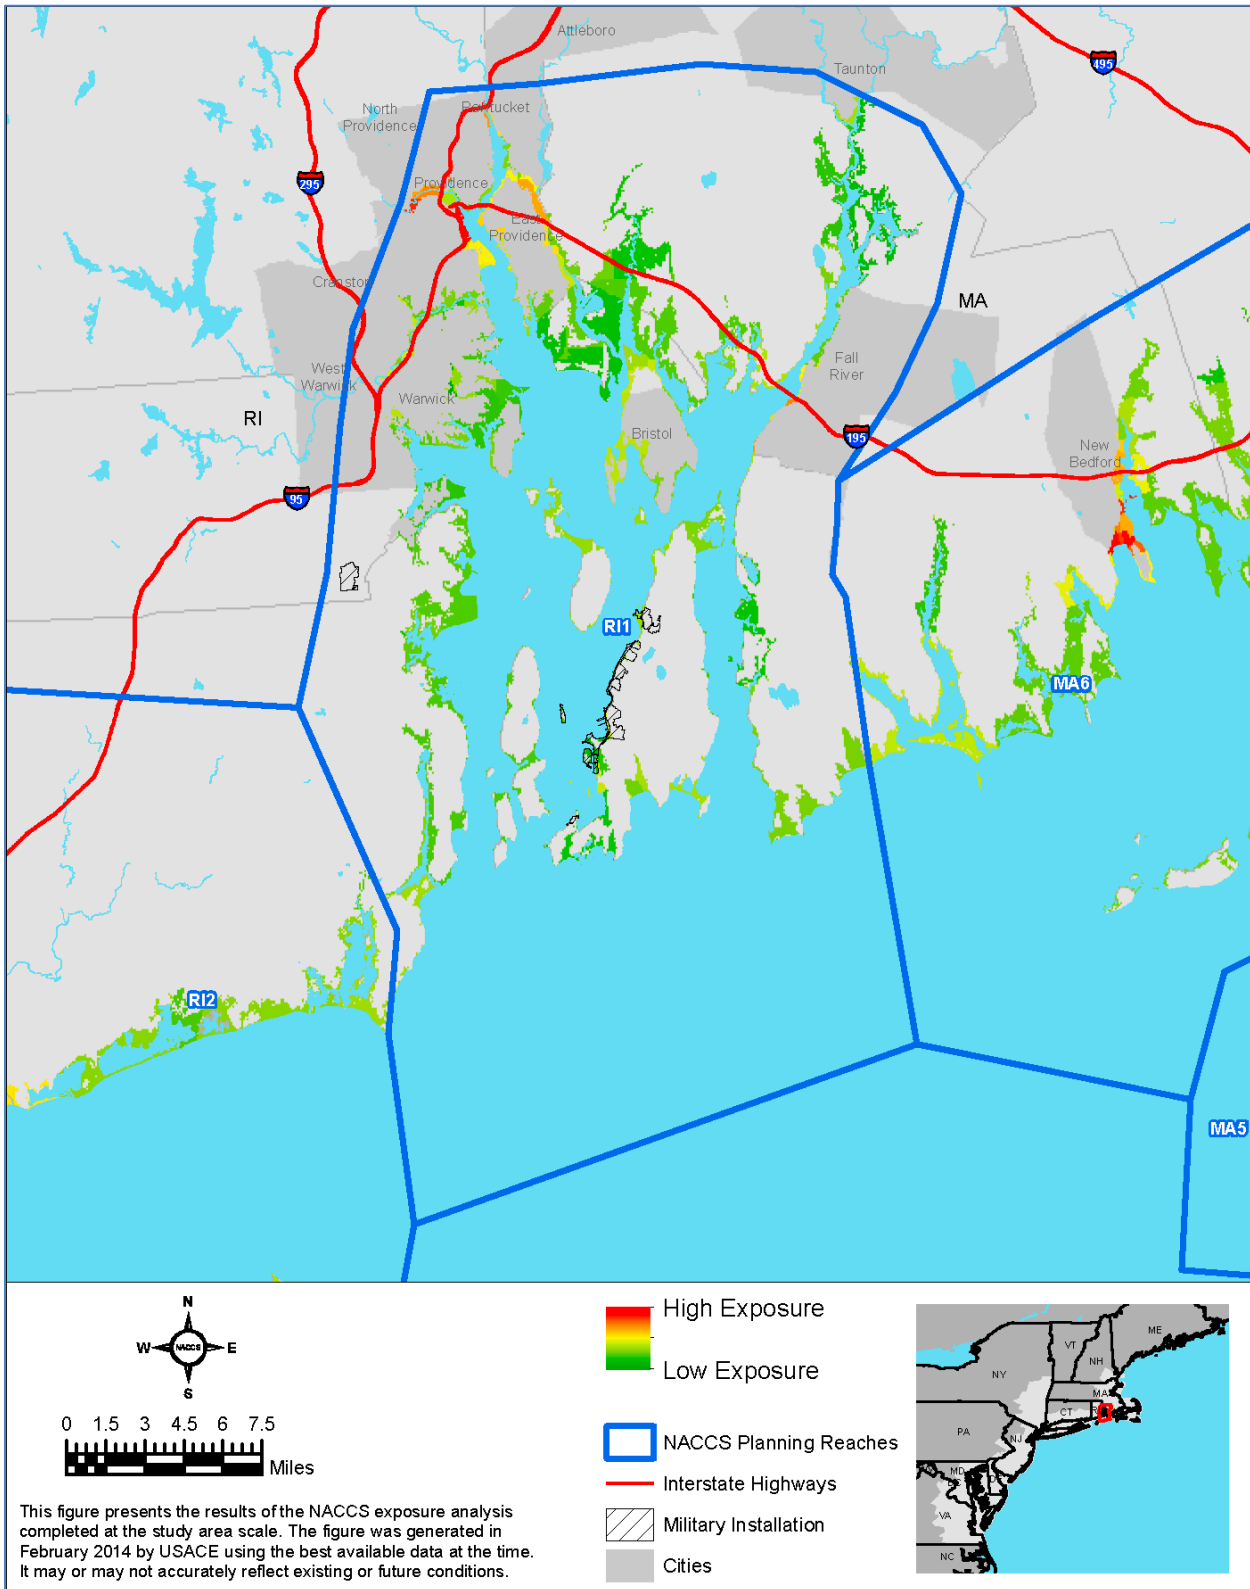 Attleboro
Taunton
495
North
Providence
Pawtucket
295
Providence
East
Providence
Cranston
MA
West
Warwick
Fall
River
RI
Warwick
Bristol
195
New
Bedford
95
RI1
MA6
RI2
MA5
N
W NACCS E
S
0 1.5 3 4.5 6 7.5
Miles
This figure presents the results of the NACCS exposure analysis
completed at the study area scale. The figure was generated in
February 2014 by USACE using the best available data at the time.
It may or may not accurately reflect existing or future conditions.
High Exposure
Low Exposure
NACCS Planning Reaches
Interstate Highways
Military Installation
Cities
ME
VT
NH
NY
MA
CT
PA
NJ
MD
VA
NC